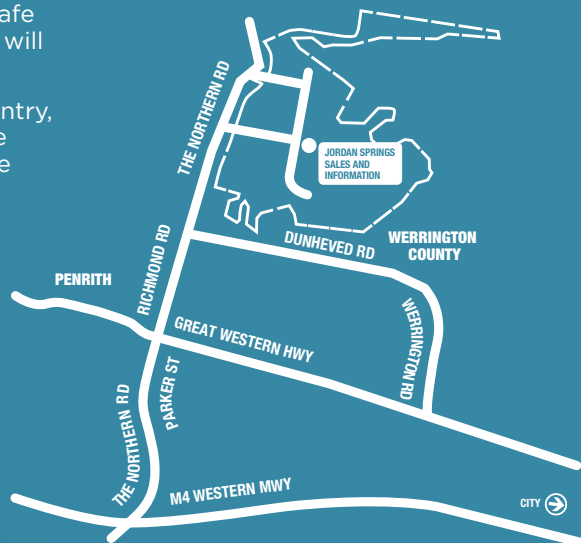 afe
will
ntry,
e
e
THE NORTHERN RD
JORDAN SPRINGS
SALES AND
INFORMATION
RICHMOND RD
DUNHEVED RD
WERRINGTON
COUNTY
PENRITH
GREAT WESTERN HWY
WERRINGTON RD
PARKER ST
THE NORTHERN RD
M4 WESTERN MWY
CITY